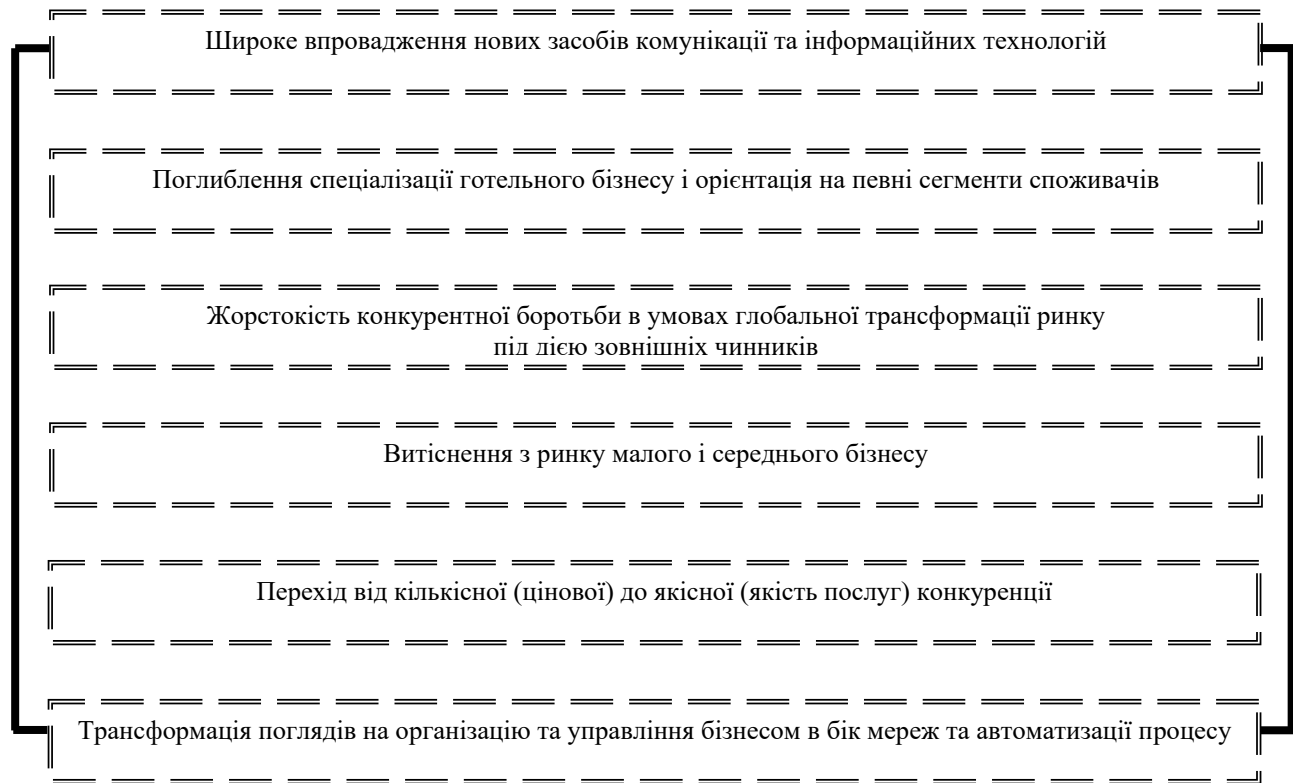 Широке впровадження нових засобів комунікації та інформаційних технологій
Поглиблення спеціалізації готельного бізнесу і орієнтація на певні сегменти споживачів
Жорстокість конкурентної боротьби в умовах глобальної трансформації ринку
під дією зовнішніх чинників
Витіснення з ринку малого і середнього бізнесу
Перехід від кількісної (цінової) до якісної (якість послуг) конкуренції
Трансформація поглядів на організацію та управління бізнесом в бік мереж та автоматизації процесу